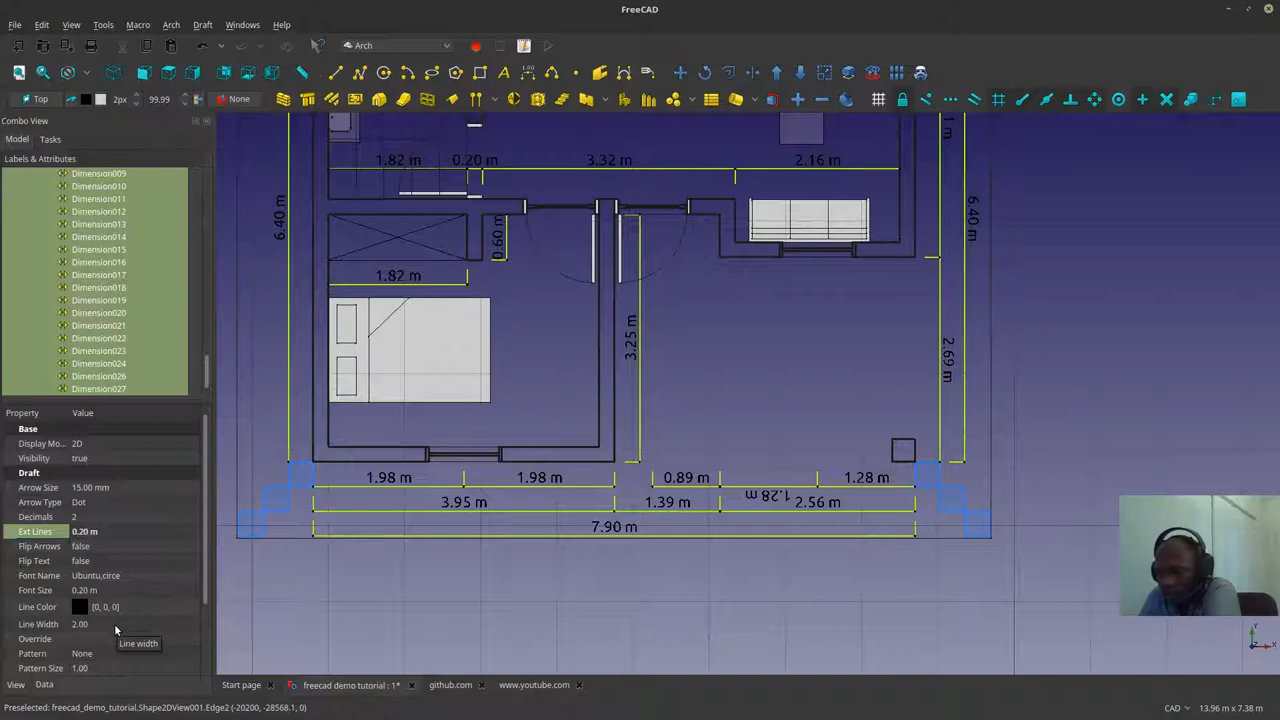 FreeCAD
File Edit View Tools Macro Arch Draft Windows Help
Arch
Top 2px 99.99 None
Combo View
Model Tasks
Labels & Attributes
Dimension009
Dimension010
Dimension011
Dimension012
Dimension013
Dimension014
Dimension015
Dimension016
Dimension017
Dimension018
Dimension019
Dimension020
Dimension021
Dimension022
Dimension023
Dimension024
Dimension026
Dimension027
Property Value
Base
Display Mo... 2D
Visibility true
Draft
Arrow Size 15.00 mm
Arrow Type Dot
Decimals 2
Ext Lines 0.20 m
Flip Arrows false
Flip Text false
Font Name Ubuntu,circe
Font Size 0.20 m
Line Color [0, 0, 0]
Line Width 2.00
Line width
Override
Pattern None
Pattern Size 1.00
View Data
1.82 m 0.20 m 3.32 m 2.16 m
6.40 m
0.60 m
6.40 m
1.82 m
3.25 m
2.69 m
1.98 m 1.98 m 0.89 m 1.28 m
1.28 m
3.95 m 1.39 m 2.56 m
7.90 m
Y
X
Start page freecad demo tutorial : 1* github.com www.youtube.com
Preselected: freecad_demo_tutorial.Shape2DView001.Edge2 (-20200, -28568.1, 0) CAD 13.96 m x 7.38 m